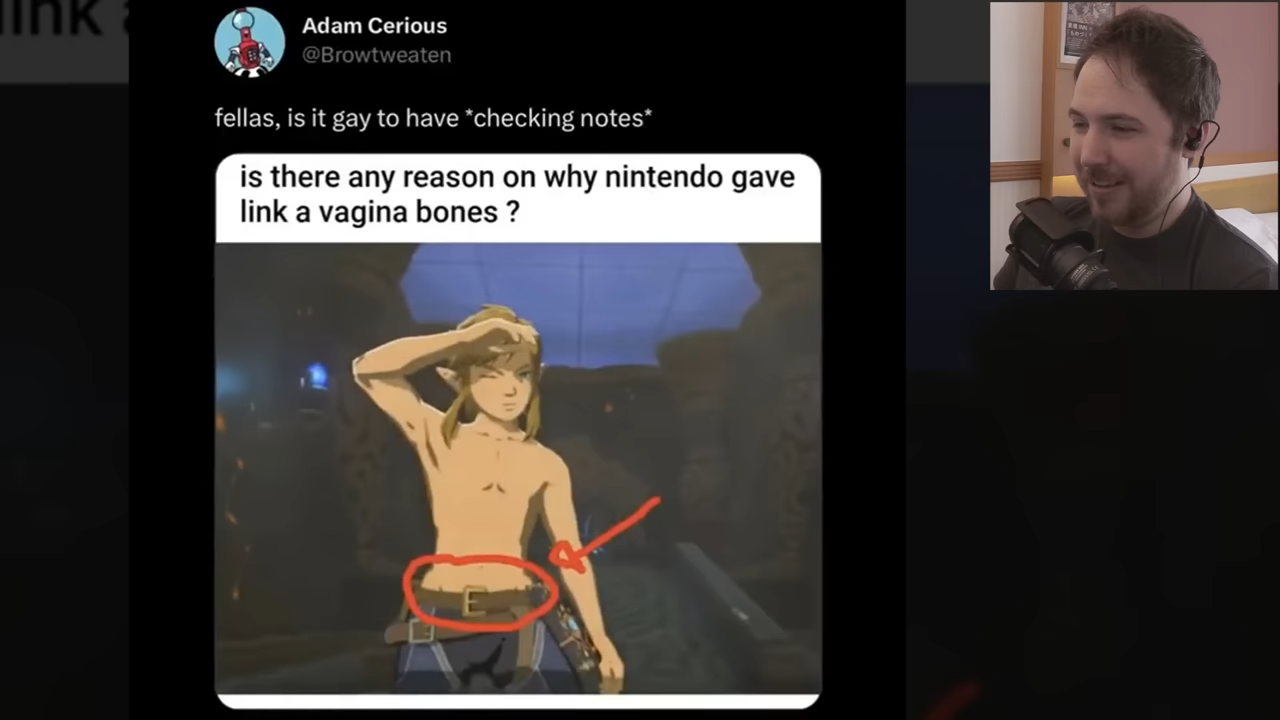 link a
Adam Cerious
@Browtweaten
fellas, is it gay to have *checking notes*
is there any reason on why nintendo gave
link a vagina bones ?